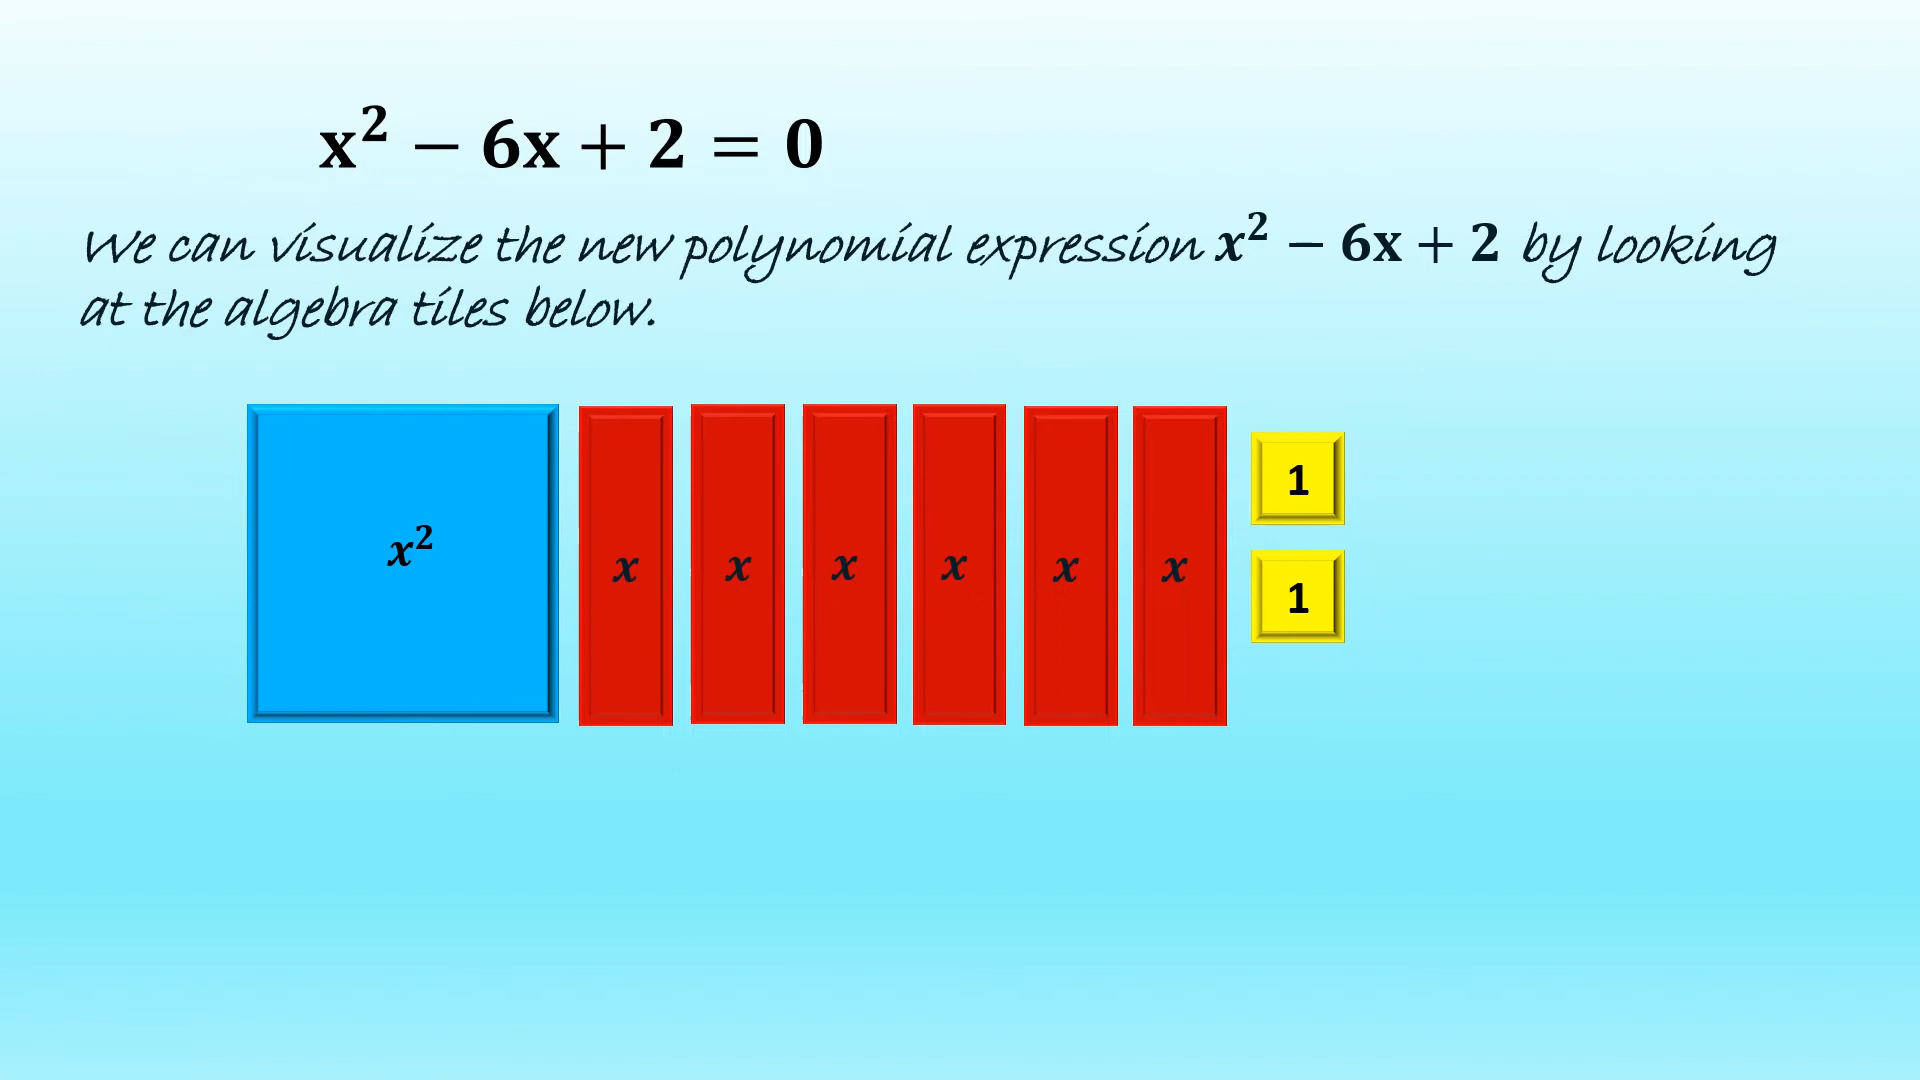 x² − 6x + 2 = 0
We can visualize the new polynomial expression x² − 6x + 2 by looking
at the algebra tiles below.
x² x x x x x x 1
1